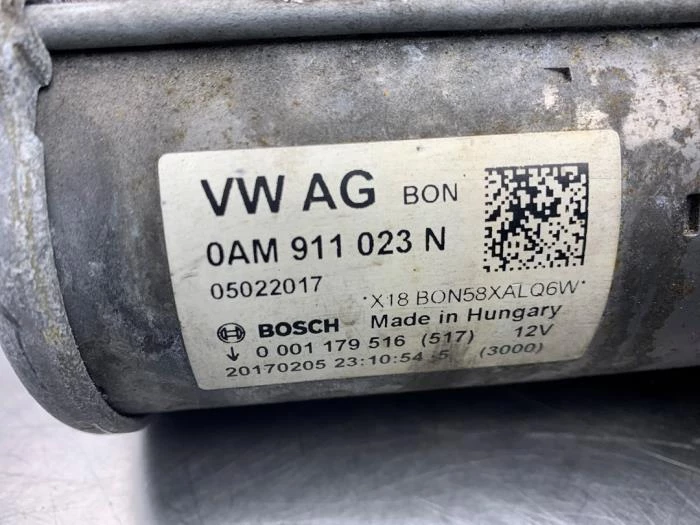 VW AG BON
0AM 911 023 N
05022017 *X18 BON58XALQ6W*
BOSCH Made in Hungary
0 001 179 516 (517) 12V
20170205 23:10:54 5 (3000)